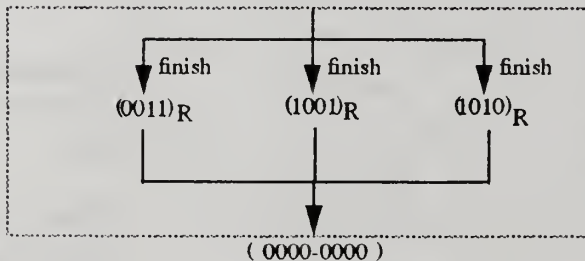 finish finish finish
(0011)R (1001)R (1010)R
( 0000-0000 )